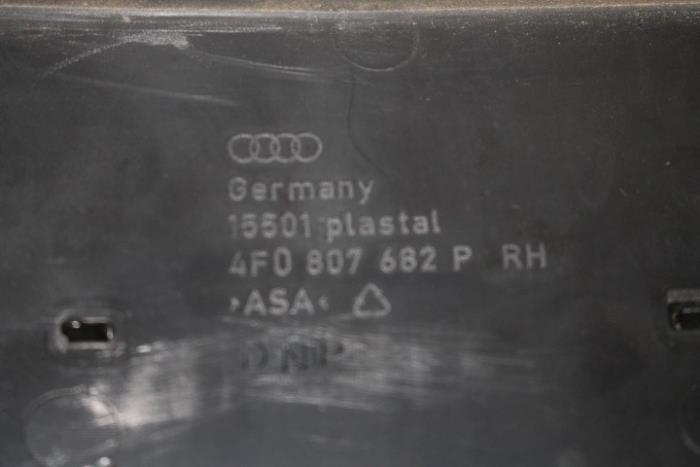 Germany
15501 plastal
4F0 807 682 P RH
>ASA<